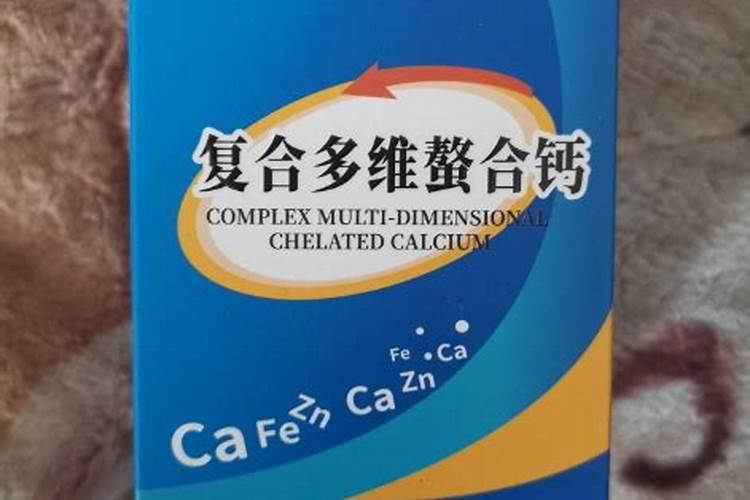 复合多维螯合钙
COMPLEX MULTI-DIMENSIONAL
CHELATED CALCIUM
Fe Ca
Ca Fe Zn Ca Zn